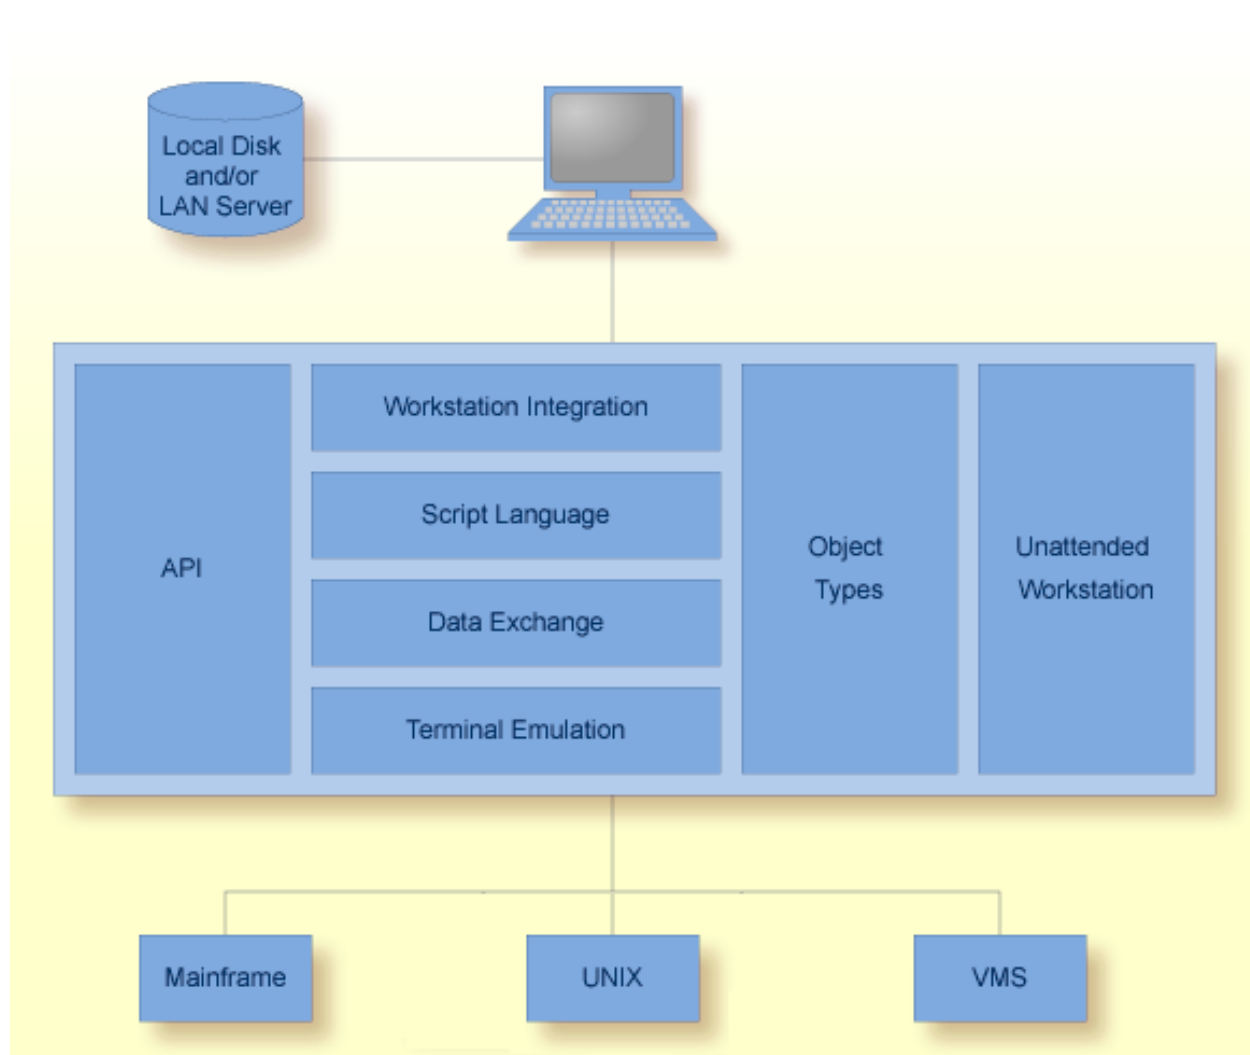 Local Disk
and/or
LAN Server
API
Workstation Integration
Script Language
Data Exchange
Terminal Emulation
Object
Types
Unattended
Workstation
Mainframe
UNIX
VMS